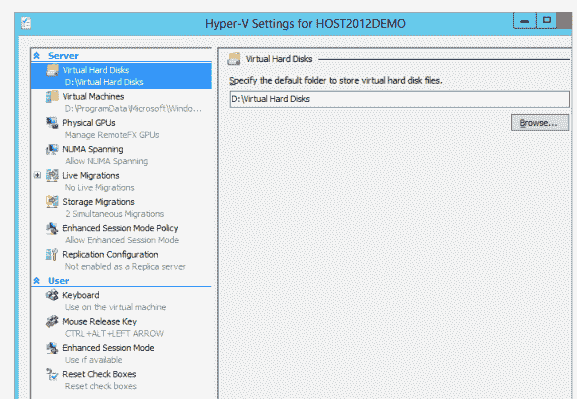 Hyper-V Settings for HOST2012DEMO
Server
Virtual Hard Disks
D:\Virtual Hard Disks
Virtual Machines
D:\ProgramData\Microsoft\Windo...
Physical GPUs
Manage RemoteFX GPUs
NUMA Spanning
Allow NUMA Spanning
Live Migrations
No Live Migrations
Storage Migrations
2 Simultaneous Migrations
Enhanced Session Mode Policy
Allow Enhanced Session Mode
Replication Configuration
Not enabled as a Replica server
User
Keyboard
Use on the virtual machine
Mouse Release Key
CTRL+ALT+LEFT ARROW
Enhanced Session Mode
Use if available
Reset Check Boxes
Reset check boxes
Virtual Hard Disks
Specify the default folder to store virtual hard disk files.
D:\Virtual Hard Disks
Browse...